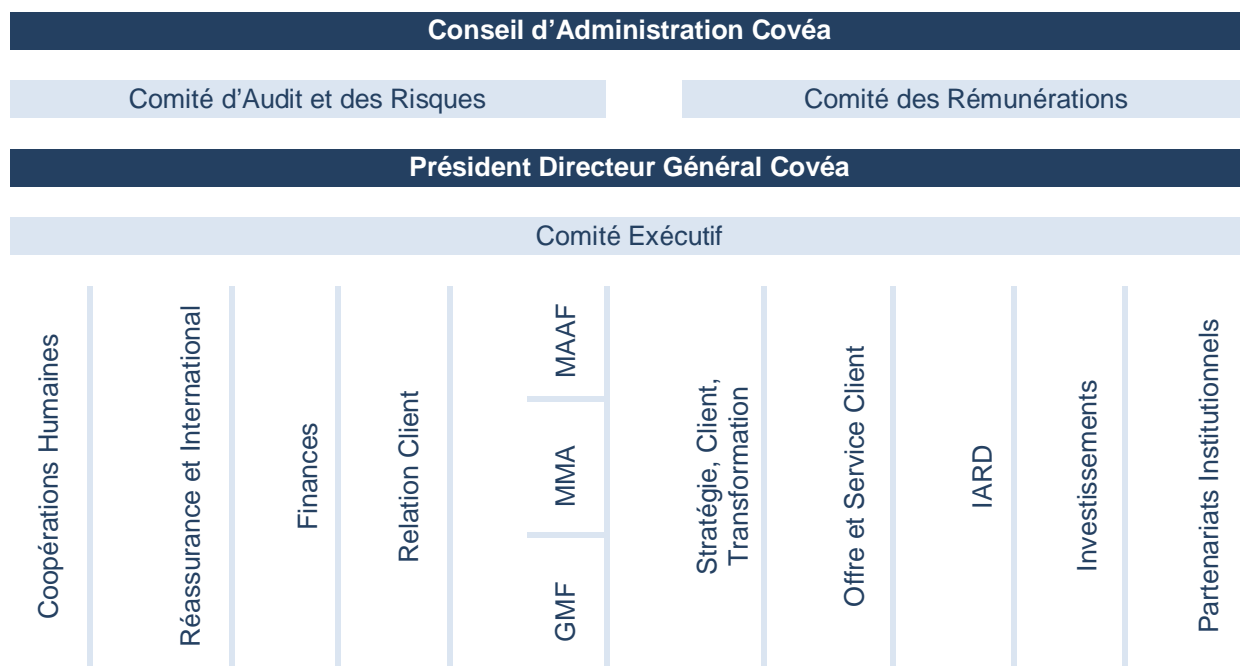 Conseil d’Administration Covéa
Comité d’Audit et des Risques
Comité des Rémunérations
Président Directeur Général Covéa
Comité Exécutif
Coopérations Humaines
Réassurance et International
Finances
Relation Client
MAAF
MMA
GMF
Stratégie, Client,
Transformation
Offre et Service Client
IARD
Investissements
Partenariats Institutionnels